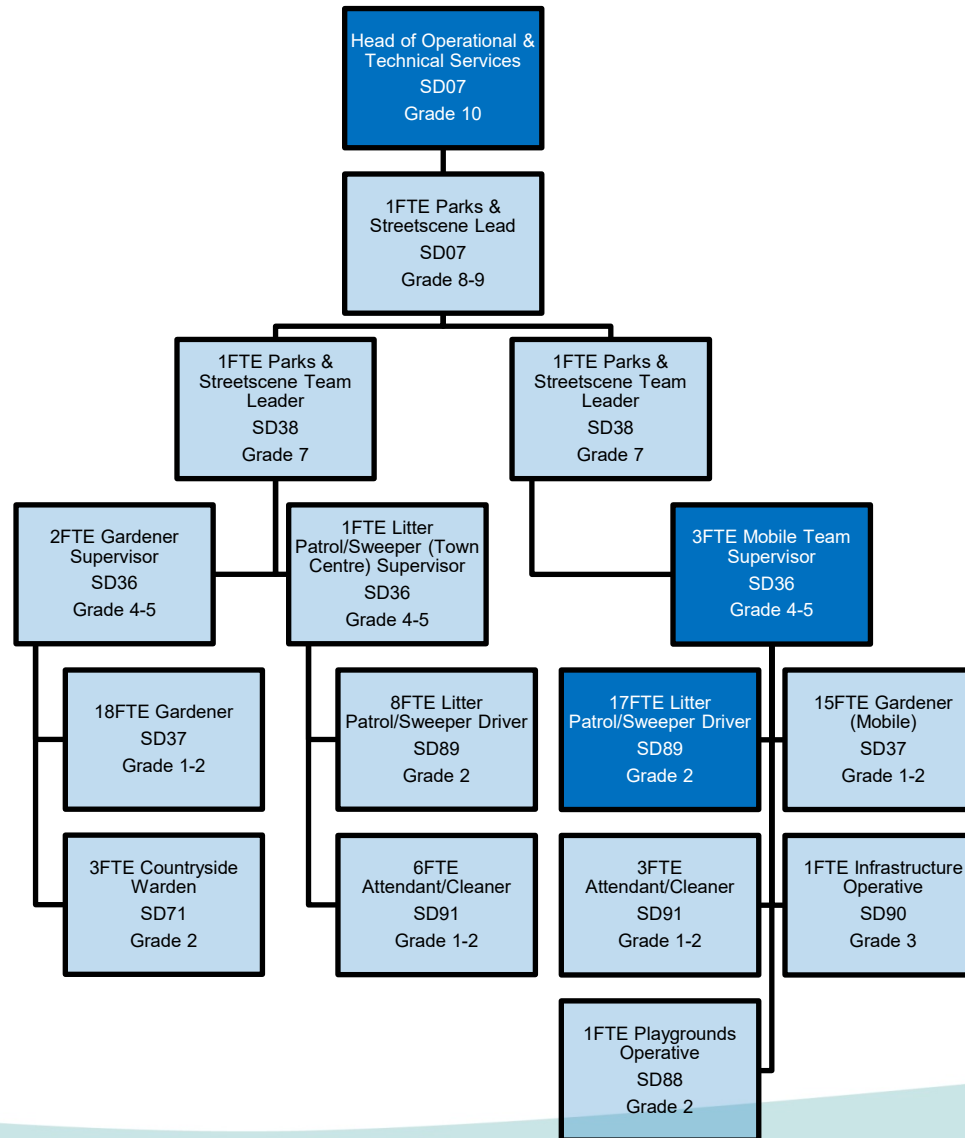 Head of Operational &
Technical Services
SD07
Grade 10
1FTE Parks &
Streetscene Lead
SD07
Grade 8-9
1FTE Parks &
Streetscene Team
Leader
SD38
Grade 7
1FTE Parks &
Streetscene Team
Leader
SD38
Grade 7
2FTE Gardener
Supervisor
SD36
Grade 4-5
1FTE Litter
Patrol/Sweeper (Town
Centre) Supervisor
SD36
Grade 4-5
3FTE Mobile Team
Supervisor
SD36
Grade 4-5
18FTE Gardener
SD37
Grade 1-2
8FTE Litter
Patrol/Sweeper Driver
SD89
Grade 2
17FTE Litter
Patrol/Sweeper Driver
SD89
Grade 2
15FTE Gardener
(Mobile)
SD37
Grade 1-2
3FTE Countryside
Warden
SD71
Grade 2
6FTE
Attendant/Cleaner
SD91
Grade 1-2
3FTE
Attendant/Cleaner
SD91
Grade 1-2
1FTE Infrastructure
Operative
SD90
Grade 3
1FTE Playgrounds
Operative
SD88
Grade 2